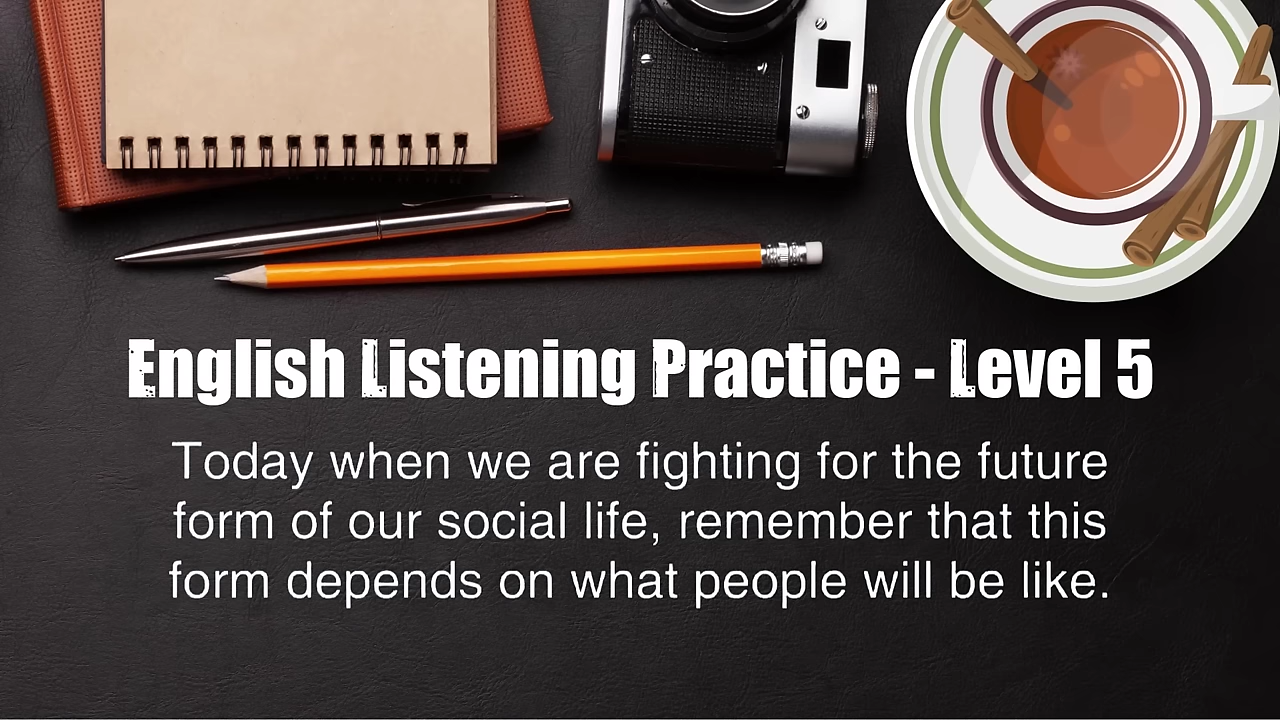 English Listening Practice - Level 5
Today when we are fighting for the future
form of our social life, remember that this
form depends on what people will be like.